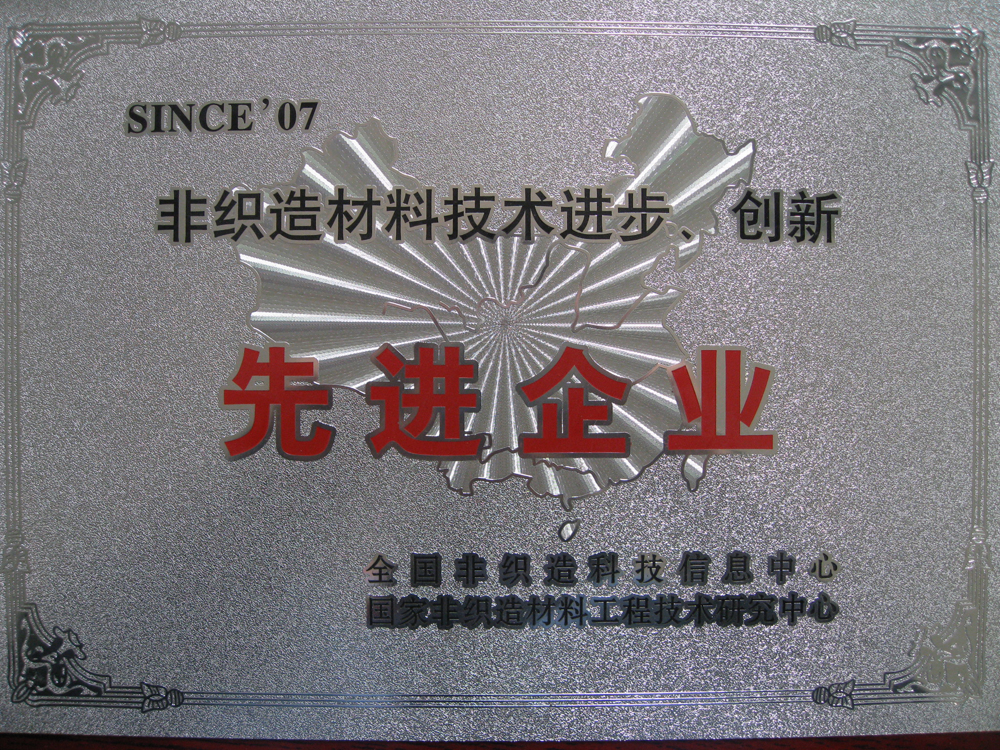 SINCE’07
非织造材料技术进步、创新
先进企业
全国非织造科技信息中心
国家非织造材料工程技术研究中心